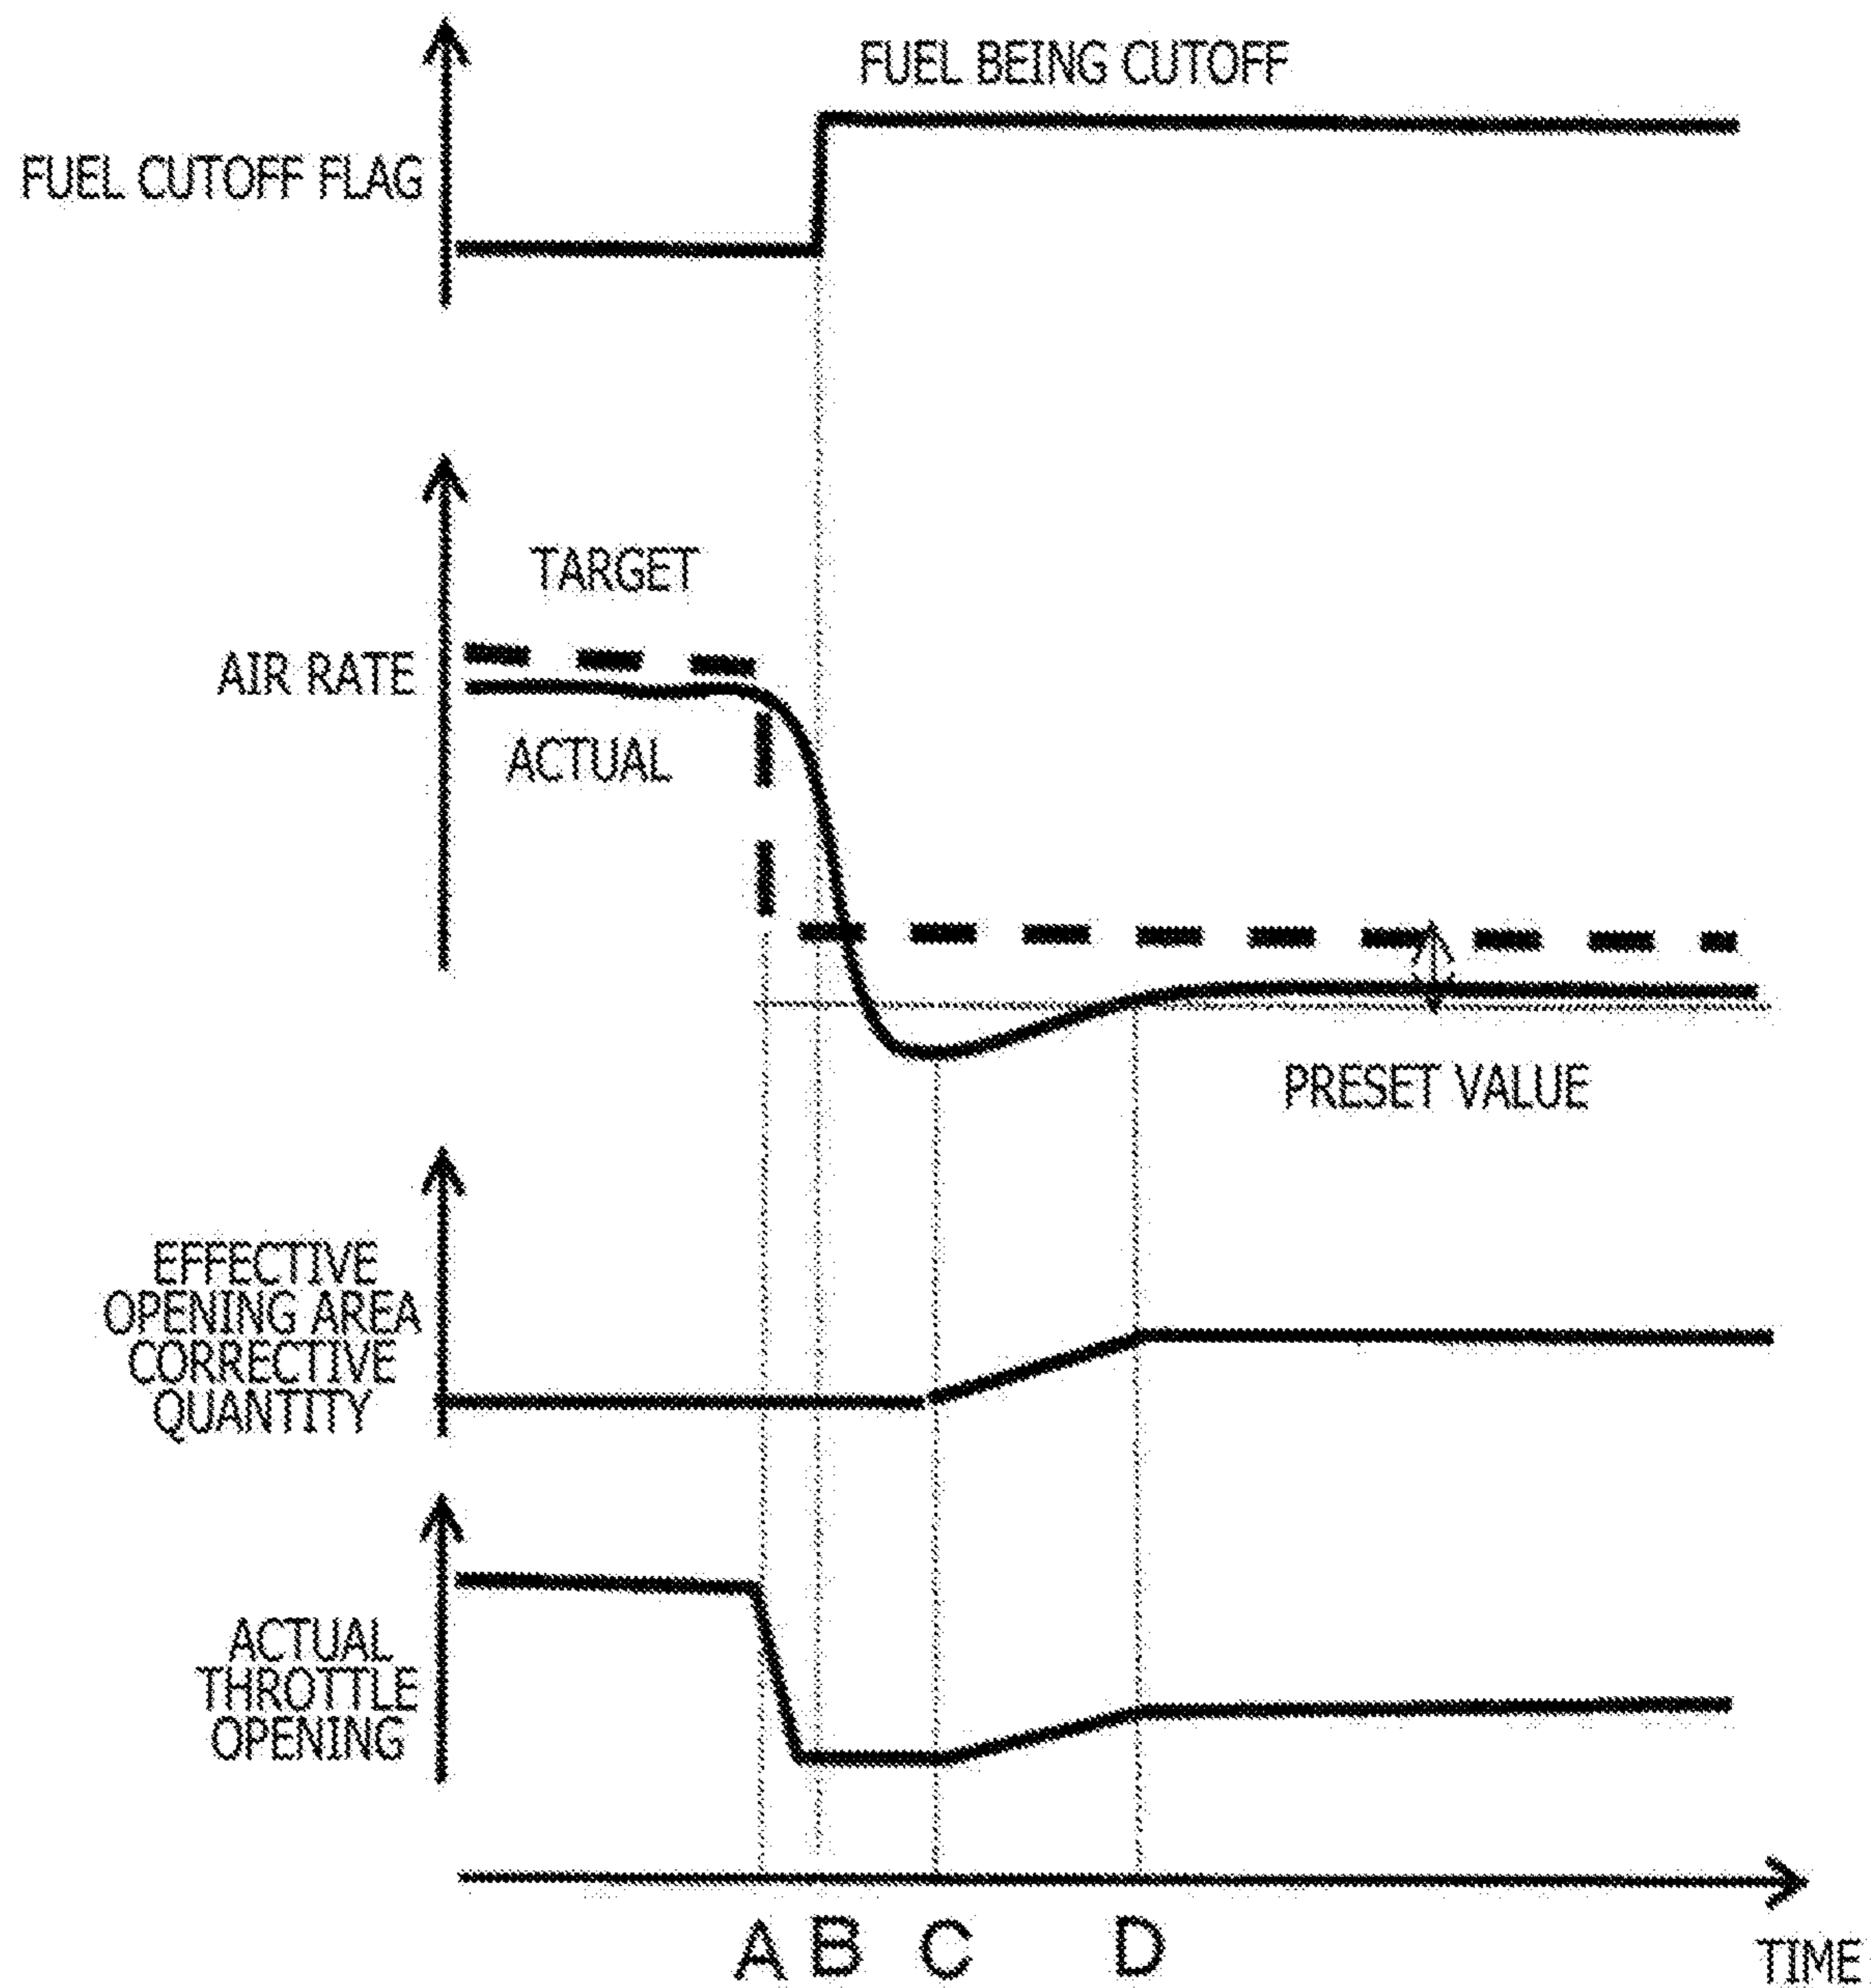 FUEL BEING CUTOFF
FUEL CUTOFF FLAG
TARGET
AIR RATE
ACTUAL
PRESET VALUE
EFFECTIVE
OPENING AREA
CORRECTIVE
QUANTITY
ACTUAL
THROTTLE
OPENING
A B C D
TIME